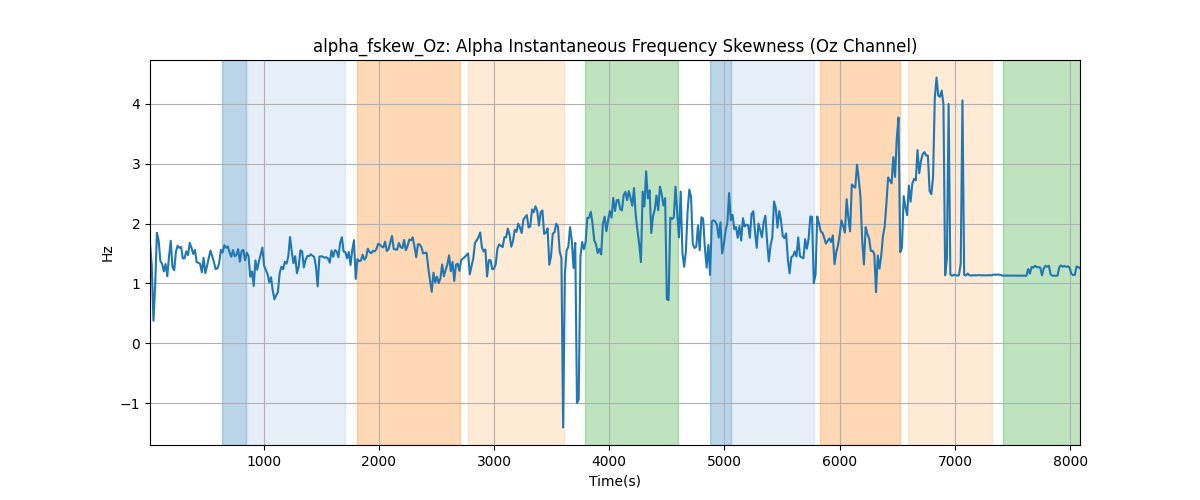 alpha_fskew_Oz: Alpha Instantaneous Frequency Skewness (Oz Channel)
4
3
2
1
0
−1
Hz
1000 2000 3000 4000 5000 6000 7000 8000
Time(s)